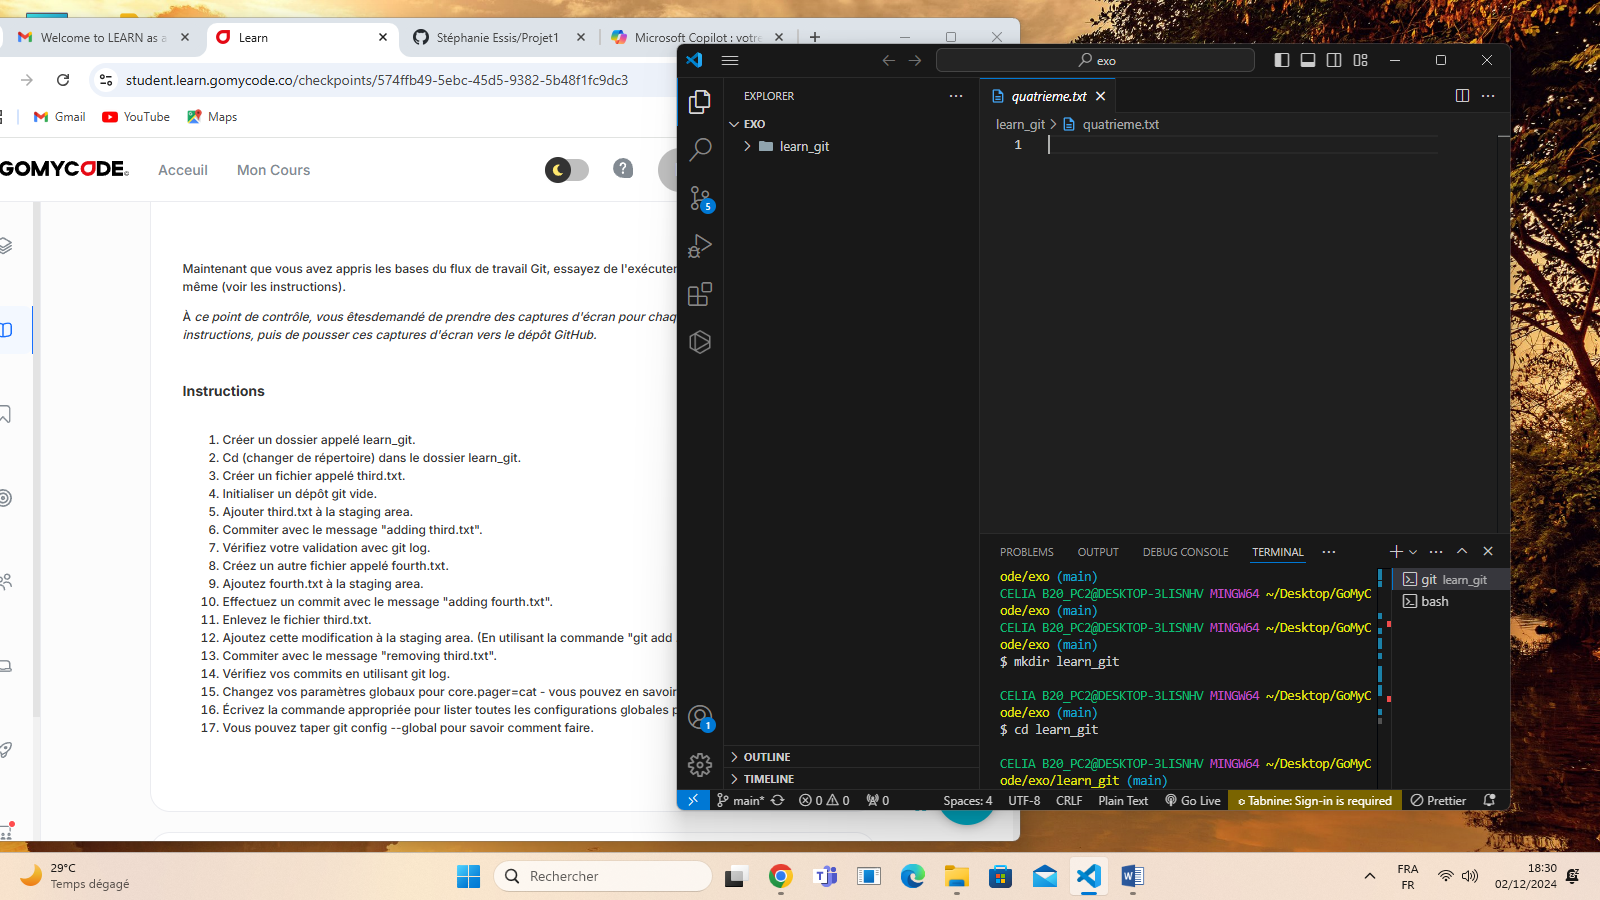 Welcome to LEARN as a
Learn
Stéphanie Essis/Projet1
Microsoft Copilot : votre
student.learn.gomycode.co/checkpoints/574ffb49-5ebc-45d5-9382-5b48f1fc9dc3
Gmail
YouTube
Maps
GOMYCODE
Acceuil
Mon Cours
Maintenant que vous avez appris les bases du flux de travail Git, essayez de l'exécuter
même (voir les instructions).
À ce point de contrôle, vous êtesdemandé de prendre des captures d'écran pour chaq
instructions, puis de pousser ces captures d'écran vers le dépôt GitHub.
Instructions
1. Créer un dossier appelé learn_git.
2. Cd (changer de répertoire) dans le dossier learn_git.
3. Créer un fichier appelé third.txt.
4. Initialiser un dépôt git vide.
5. Ajouter third.txt à la staging area.
6. Commiter avec le message "adding third.txt".
7. Vérifiez votre validation avec git log.
8. Créez un autre fichier appelé fourth.txt.
9. Ajoutez fourth.txt à la staging area.
10. Effectuez un commit avec le message "adding fourth.txt".
11. Enlevez le fichier third.txt.
12. Ajoutez cette modification à la staging area. (En utilisant la commande "git add
13. Commiter avec le message "removing third.txt".
14. Vérifiez vos commits en utilisant git log.
15. Changez vos paramètres globaux pour core.pager=cat - vous pouvez en savoir
16. Écrivez la commande appropriée pour lister toutes les configurations globales p
17. Vous pouvez taper git config --global pour savoir comment faire.
exo
EXPLORER
EXO
learn_git
5
1
OUTLINE
TIMELINE
quatrieme.txt
learn_git > quatrieme.txt
1
PROBLEMS
OUTPUT
DEBUG CONSOLE
TERMINAL
ode/exo (main)
CELIA B20_PC2@DESKTOP-3LISNHV MINGW64 ~/Desktop/GoMyC
ode/exo (main)
CELIA B20_PC2@DESKTOP-3LISNHV MINGW64 ~/Desktop/GoMyC
ode/exo (main)
$ mkdir learn_git
CELIA B20_PC2@DESKTOP-3LISNHV MINGW64 ~/Desktop/GoMyC
ode/exo (main)
$ cd learn_git
CELIA B20_PC2@DESKTOP-3LISNHV MINGW64 ~/Desktop/GoMyC
ode/exo/learn_git (main)
git learn_git
bash
main*
0
0
0
Spaces: 4
UTF-8
CRLF
Plain Text
Go Live
Tabnine: Sign-in is required
Prettier
29°C
Temps dégagé
Rechercher
FRA
FR
18:30
02/12/2024